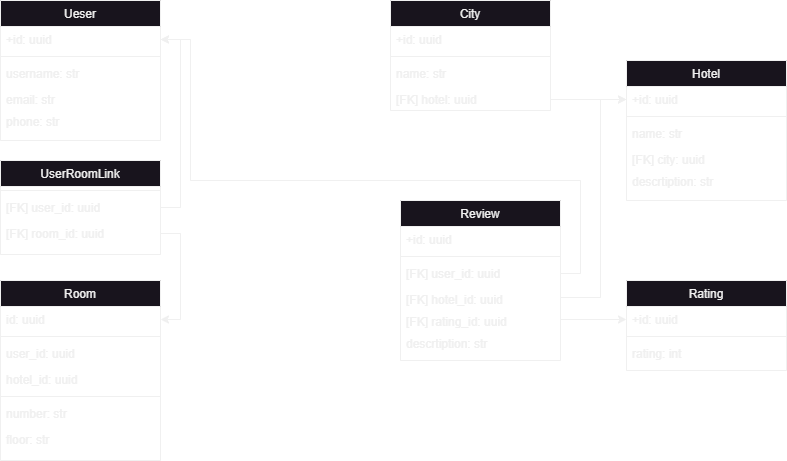 Ueser
+id: uuid
username: str
email: str
phone: str
UserRoomLink
[FK] user_id: uuid
[FK] room_id: uuid
Room
id: uuid
user_id: uuid
hotel_id: uuid
number: str
floor: str
City
+id: uuid
name: str
[FK] hotel: uuid
Review
+id: uuid
[FK] user_id: uuid
[FK] hotel_id: uuid
[FK] rating_id: uuid
descrtiption: str
Hotel
+id: uuid
name: str
[FK] city: uuid
descrtiption: str
Rating
+id: uuid
rating: int